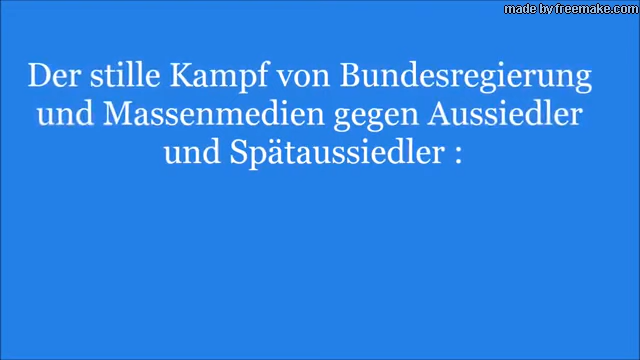 made by freemake.com
Der stille Kampf von Bundesregierung
und Massenmedien gegen Aussiedler
und Spätaussiedler :